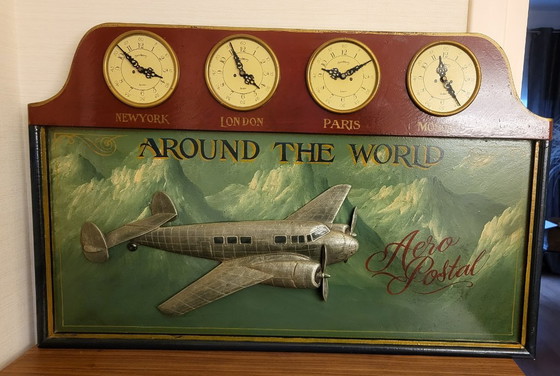 NEWYORK LONDON PARIS
AROUND THE WORLD
Aero
Postal